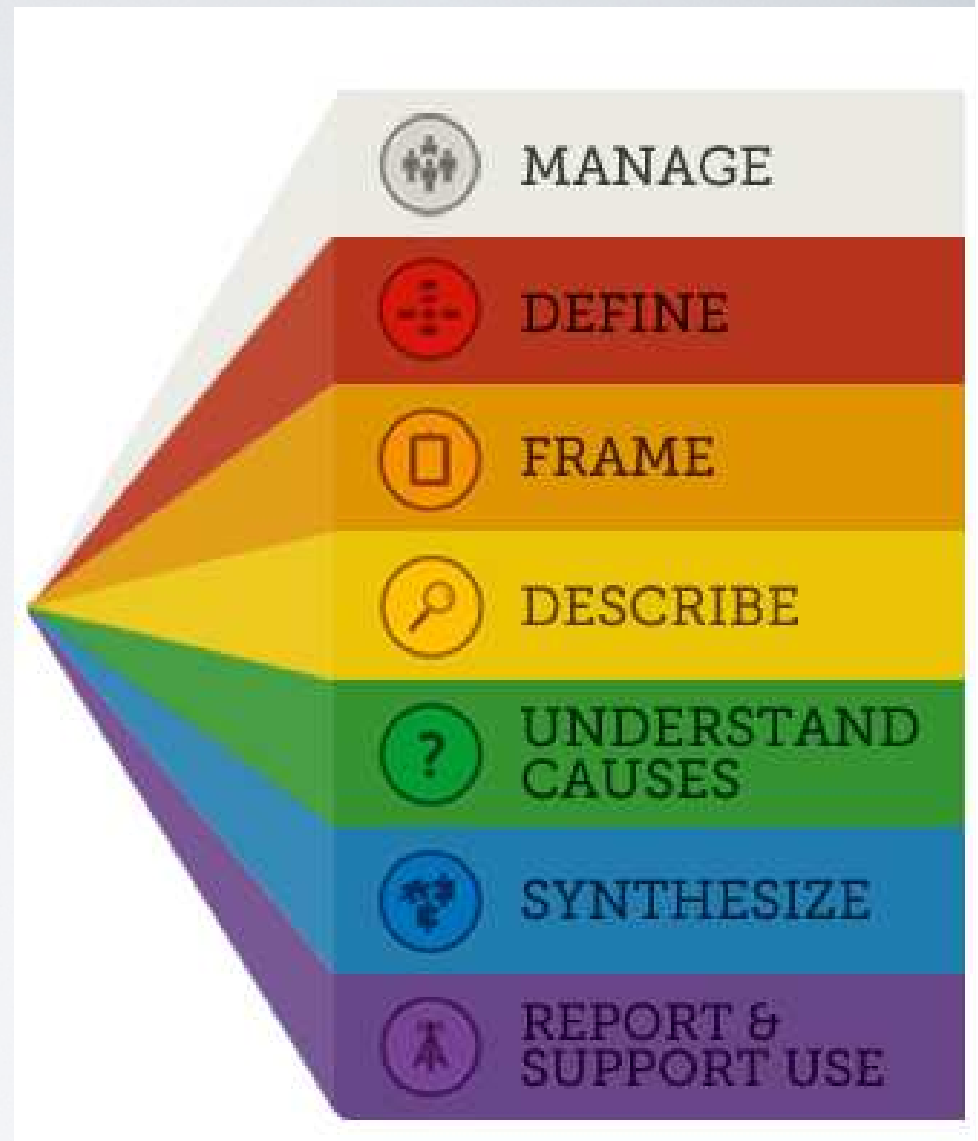 MANAGE
DEFINE
FRAME
DESCRIBE
?
UNDERSTAND
CAUSES
SYNTHESIZE
REPORT &
SUPPORT USE